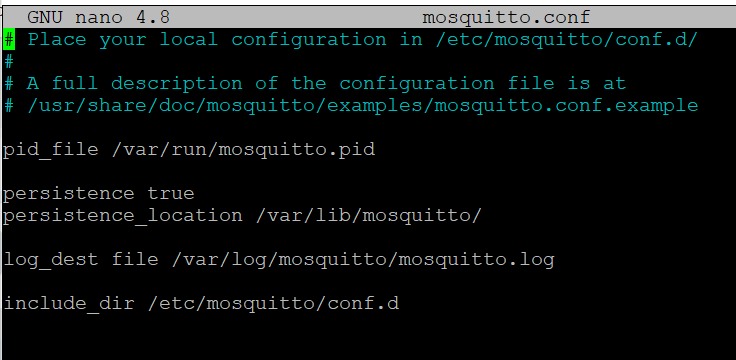 GNU nano 4.8 mosquitto.conf
# Place your local configuration in /etc/mosquitto/conf.d/
#
# A full description of the configuration file is at
# /usr/share/doc/mosquitto/examples/mosquitto.conf.example
pid_file /var/run/mosquitto.pid
persistence true
persistence_location /var/lib/mosquitto/
log_dest file /var/log/mosquitto/mosquitto.log
include_dir /etc/mosquitto/conf.d